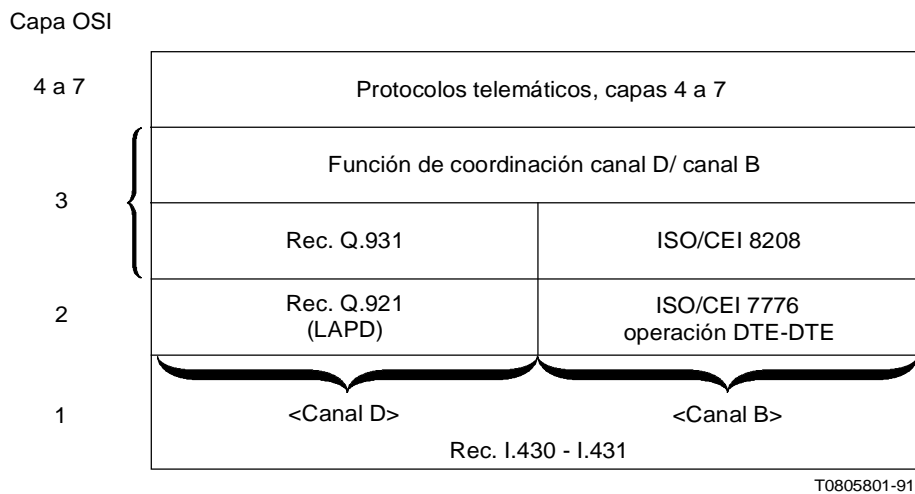 Capa OSI
4 a 7
Protocolos telemáticos, capas 4 a 7
Función de coordinación canal D/ canal B
3
Rec. Q.931
ISO/CEI 8208
2
Rec. Q.921
(LAPD)
ISO/CEI 7776
operación DTE-DTE
1
<Canal D>
<Canal B>
Rec. I.430 - I.431
T0805801-91